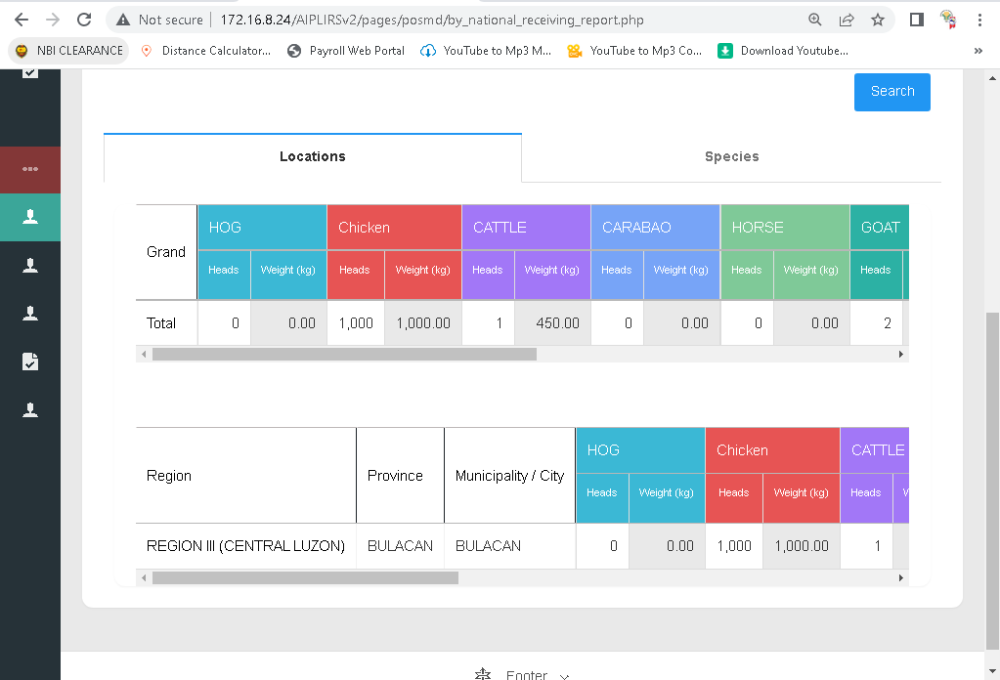 Not secure | 172.16.8.24/AIPLIRSv2/pages/posmd/by_national_receiving_report.php
NBI CLEARANCE Distance Calculator... Payroll Web Portal YouTube to Mp3 M... YouTube to Mp3 Co... Download Youtube... »
Search
Locations Species
Grand HOG Chicken CATTLE CARABAO HORSE GOAT
Heads Weight (kg) Heads Weight (kg) Heads Weight (kg) Heads Weight (kg) Heads Weight (kg) Heads
Total 0 0.00 1,000 1,000.00 1 450.00 0 0.00 0 0.00 2
Region Province Municipality / City HOG Chicken CATTLE
Heads Weight (kg) Heads Weight (kg) Heads W
REGION III (CENTRAL LUZON) BULACAN BULACAN 0 0.00 1,000 1,000.00 1
Footer